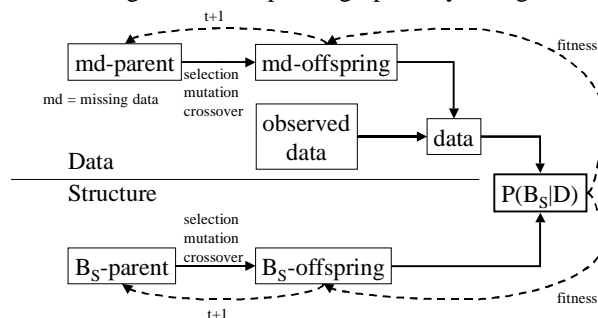 t+1
fitness
md-parent
md-offspring
selection
mutation
crossover
md = missing data
observed
data
data
Data
Structure
P(B_S|D)
selection
mutation
crossover
B_S-parent
B_S-offspring
fitness
t+1